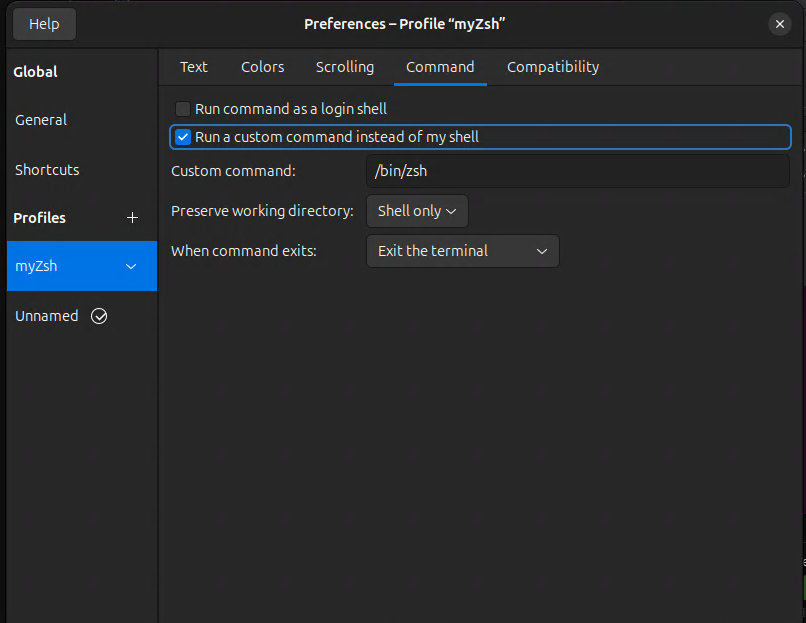 Help
Preferences – Profile “myZsh”
Global
General
Shortcuts
Profiles
myZsh
Unnamed
Text Colors Scrolling Command Compatibility
Run command as a login shell
Run a custom command instead of my shell
Custom command: /bin/zsh
Preserve working directory: Shell only
When command exits: Exit the terminal